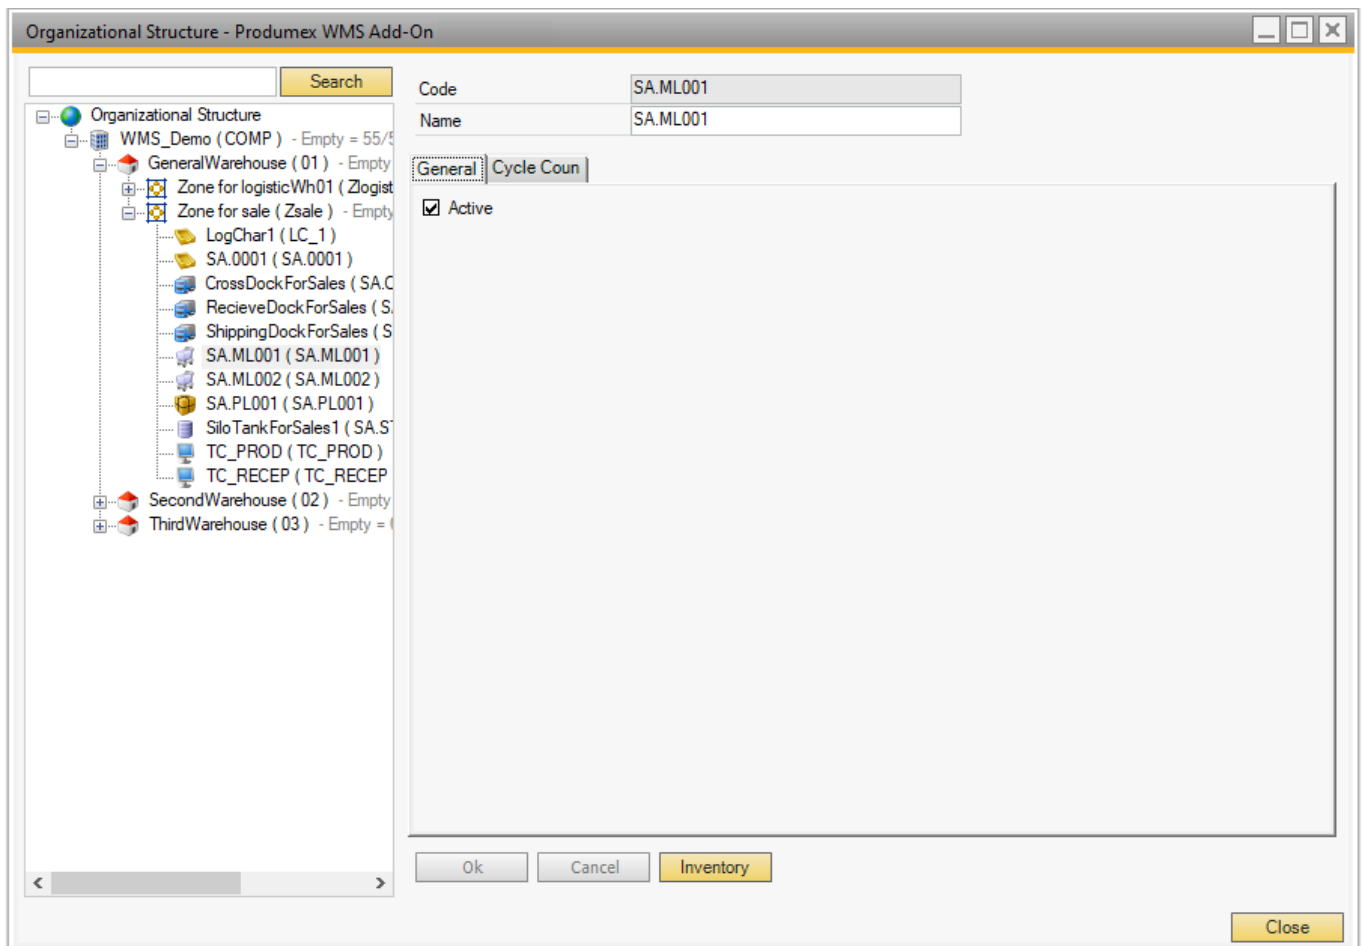 Organizational Structure - Produmex WMS Add-On
Search
Code SA.ML001
Name SA.ML001
Organizational Structure
WMS_Demo ( COMP ) - Empty = 55/5
GeneralWarehouse ( 01 ) - Empty
Zone for logisticWh01 ( Zlogist
Zone for sale ( Zsale ) - Empty
LogChar1 ( LC_1 )
SA.0001 ( SA.0001 )
CrossDockForSales ( SA.C
RecieveDockForSales ( S.
ShippingDockForSales ( S
SA.ML001 ( SA.ML001 )
SA.ML002 ( SA.ML002 )
SA.PL001 ( SA.PL001 )
SiloTankForSales1 ( SA.S
TC_PROD ( TC_PROD )
TC_RECEP ( TC_RECEP
SecondWarehouse ( 02 ) - Empty
ThirdWarehouse ( 03 ) - Empty =
General Cycle Coun
Active
Ok Cancel Inventory
Close